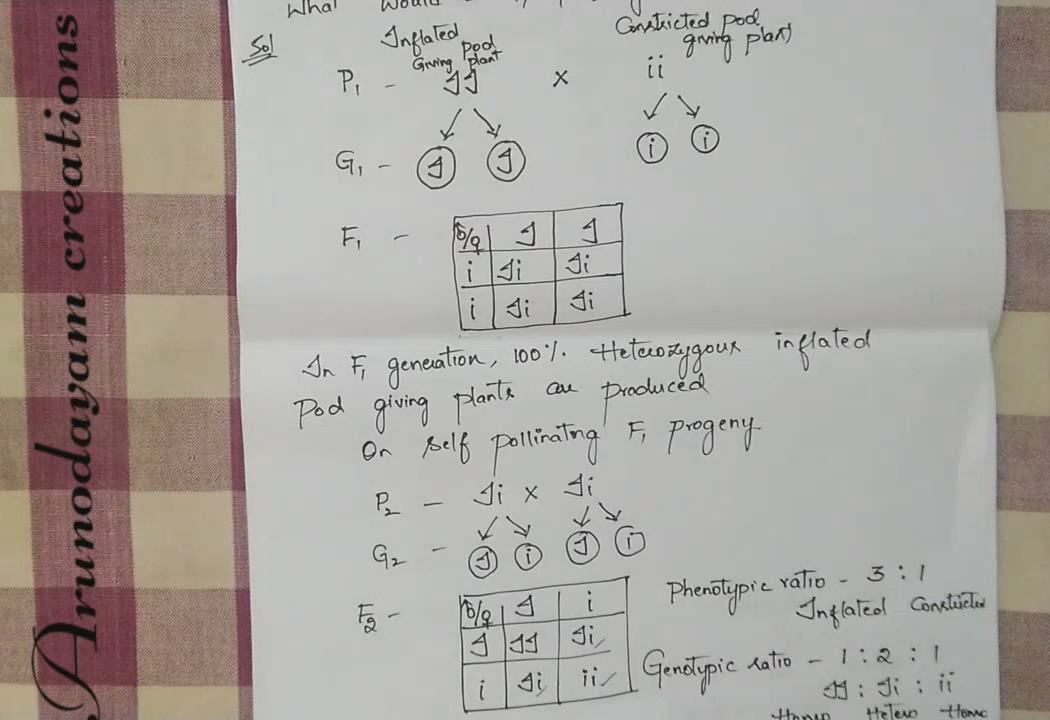 What would
Sol
Inflated Pod Giving plant
Constricted pod giving plant
P₁ - II x ii
G₁ - I I i i
F₁ -
♂/♀ I I
i Ii Ii
i Ii Ii
In F₁ generation, 100% Heterozygous inflated
Pod giving plants are produced
On self pollinating F₁ progeny
P₂ - Ii x Ii
G₂ - I i I i
F₂ -
♂/♀ I i
I II Ii
i Ii ii
Phenotypic ratio - 3 : 1
Inflated Constricted
Genotypic ratio - 1 : 2 : 1
II : Ii : ii
Homo Hetero Homo
Arunodayam creations